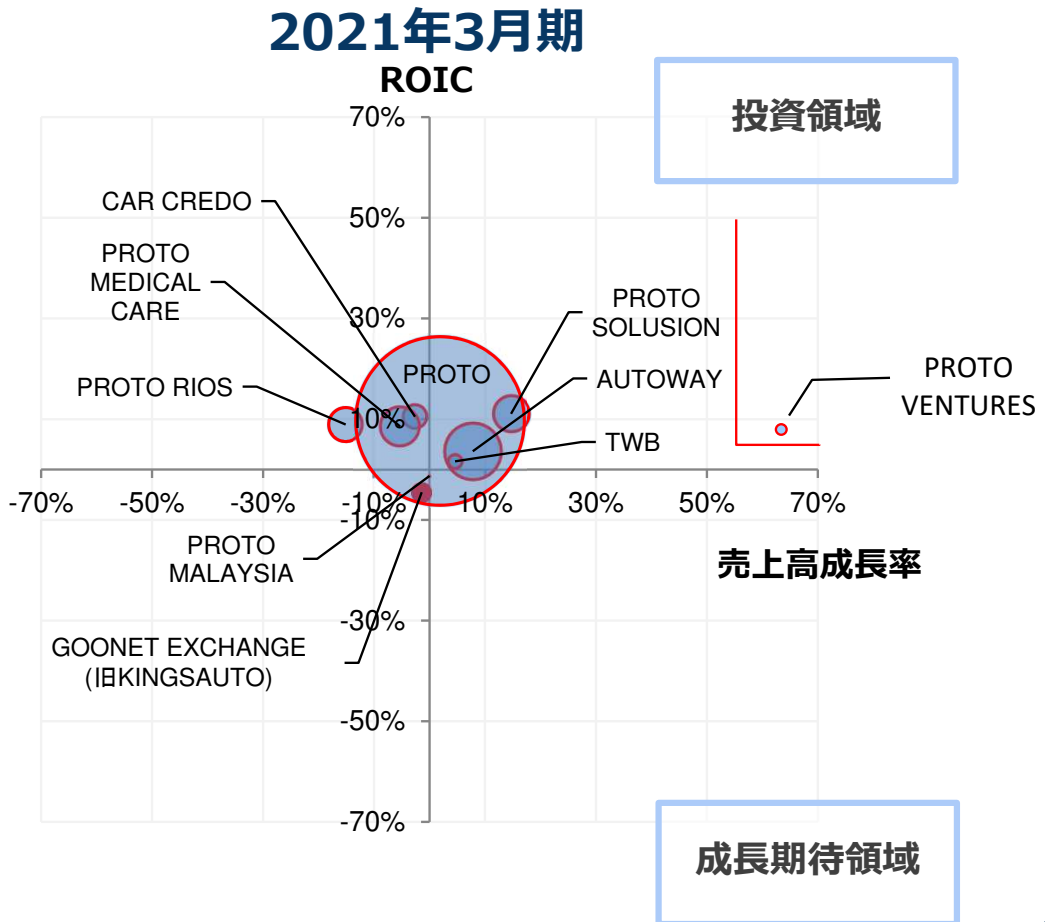 2021年3月期
ROIC
投資領域
70%
50%
30%
10%
-10%
-30%
-50%
-70%
-70%
-50%
-30%
-10%
10%
30%
50%
70%
CAR CREDO
PROTO
MEDICAL
CARE
PROTO RIOS
PROTO
PROTO
SOLUSION
AUTOWAY
TWB
PROTO
VENTURES
PROTO
MALAYSIA
売上高成長率
GOONET EXCHANGE
(旧KINGSAUTO)
成長期待領域